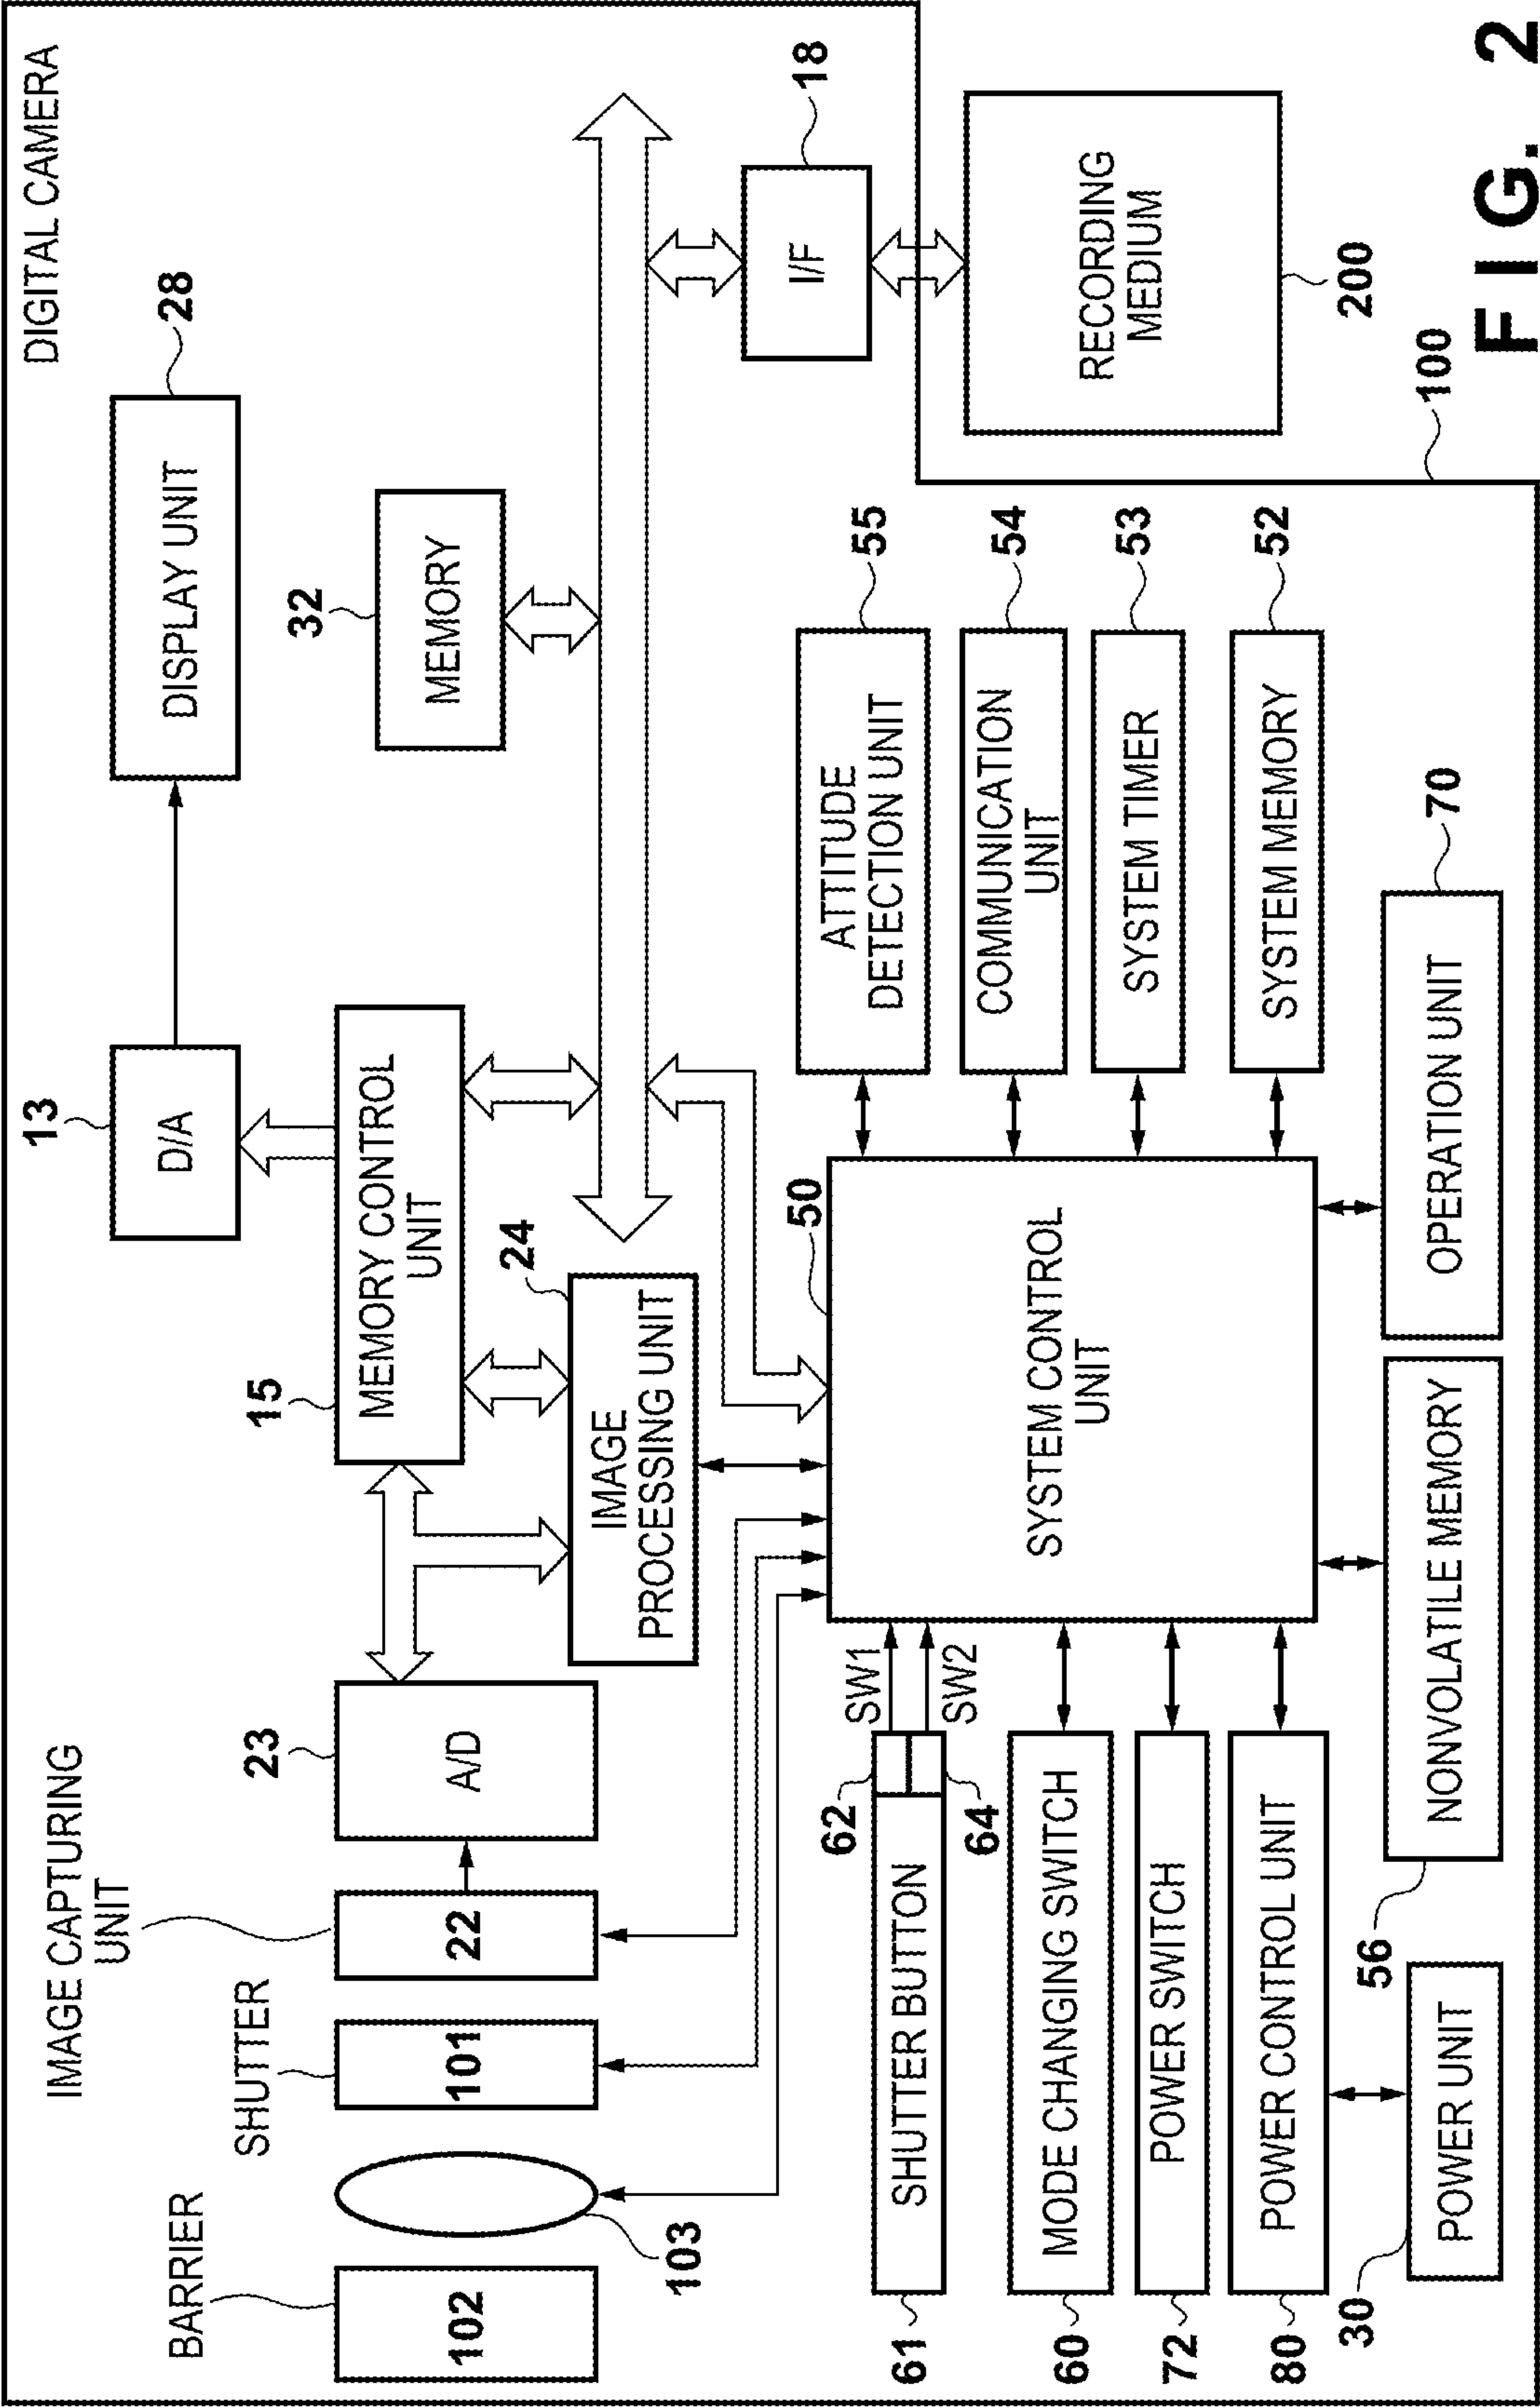 DIGITAL CAMERA
IMAGE CAPTURING
UNIT
SHUTTER
BARRIER
102
103
101
22
23
A/D
15
MEMORY CONTROL
UNIT
13
D/A
28
DISPLAY UNIT
32
MEMORY
24
IMAGE
PROCESSING UNIT
18
I/F
RECORDING
MEDIUM
200
100
50
SYSTEM CONTROL
UNIT
55
ATTITUDE
DETECTION UNIT
54
COMMUNICATION
UNIT
53
SYSTEM TIMER
52
SYSTEM MEMORY
SW1
SW2
62
64
61
SHUTTER BUTTON
60
MODE CHANGING SWITCH
72
POWER SWITCH
80
POWER CONTROL UNIT
30
POWER UNIT
56
NONVOLATILE MEMORY
70
OPERATION UNIT
FIG. 2